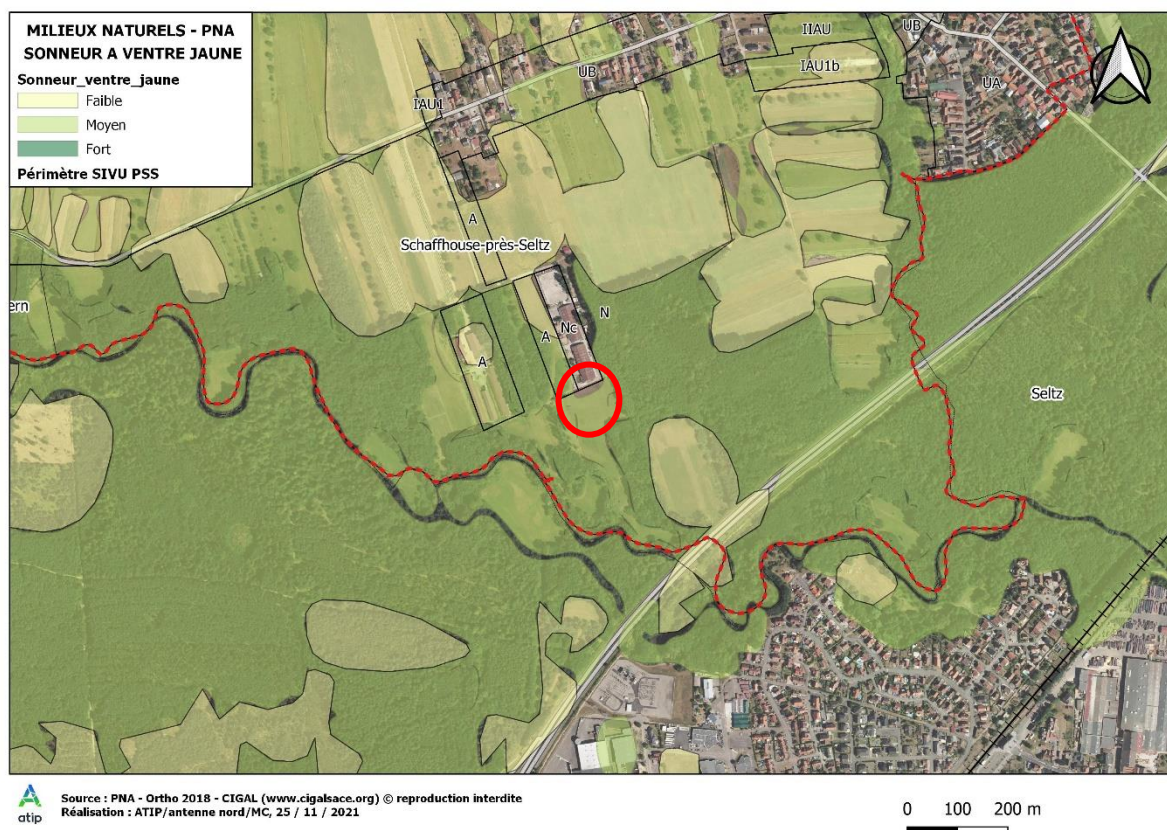 MILIEUX NATURELS - PNA
SONNEUR A VENTRE JAUNE
Sonneur_ventre_jaune
Faible
Moyen
Fort
Périmètre SIVU PSS
IIAU
UB
IAU1b
UB
UA
IAU1
A
Schaffhouse-près-Seltz
ern
N
Nc
A
A
Seltz
atip
Source : PNA - Ortho 2018 - CIGAL (www.cigalsace.org) © reproduction interdite
Réalisation : ATIP/antenne nord/MC, 25 / 11 / 2021
0 100 200 m